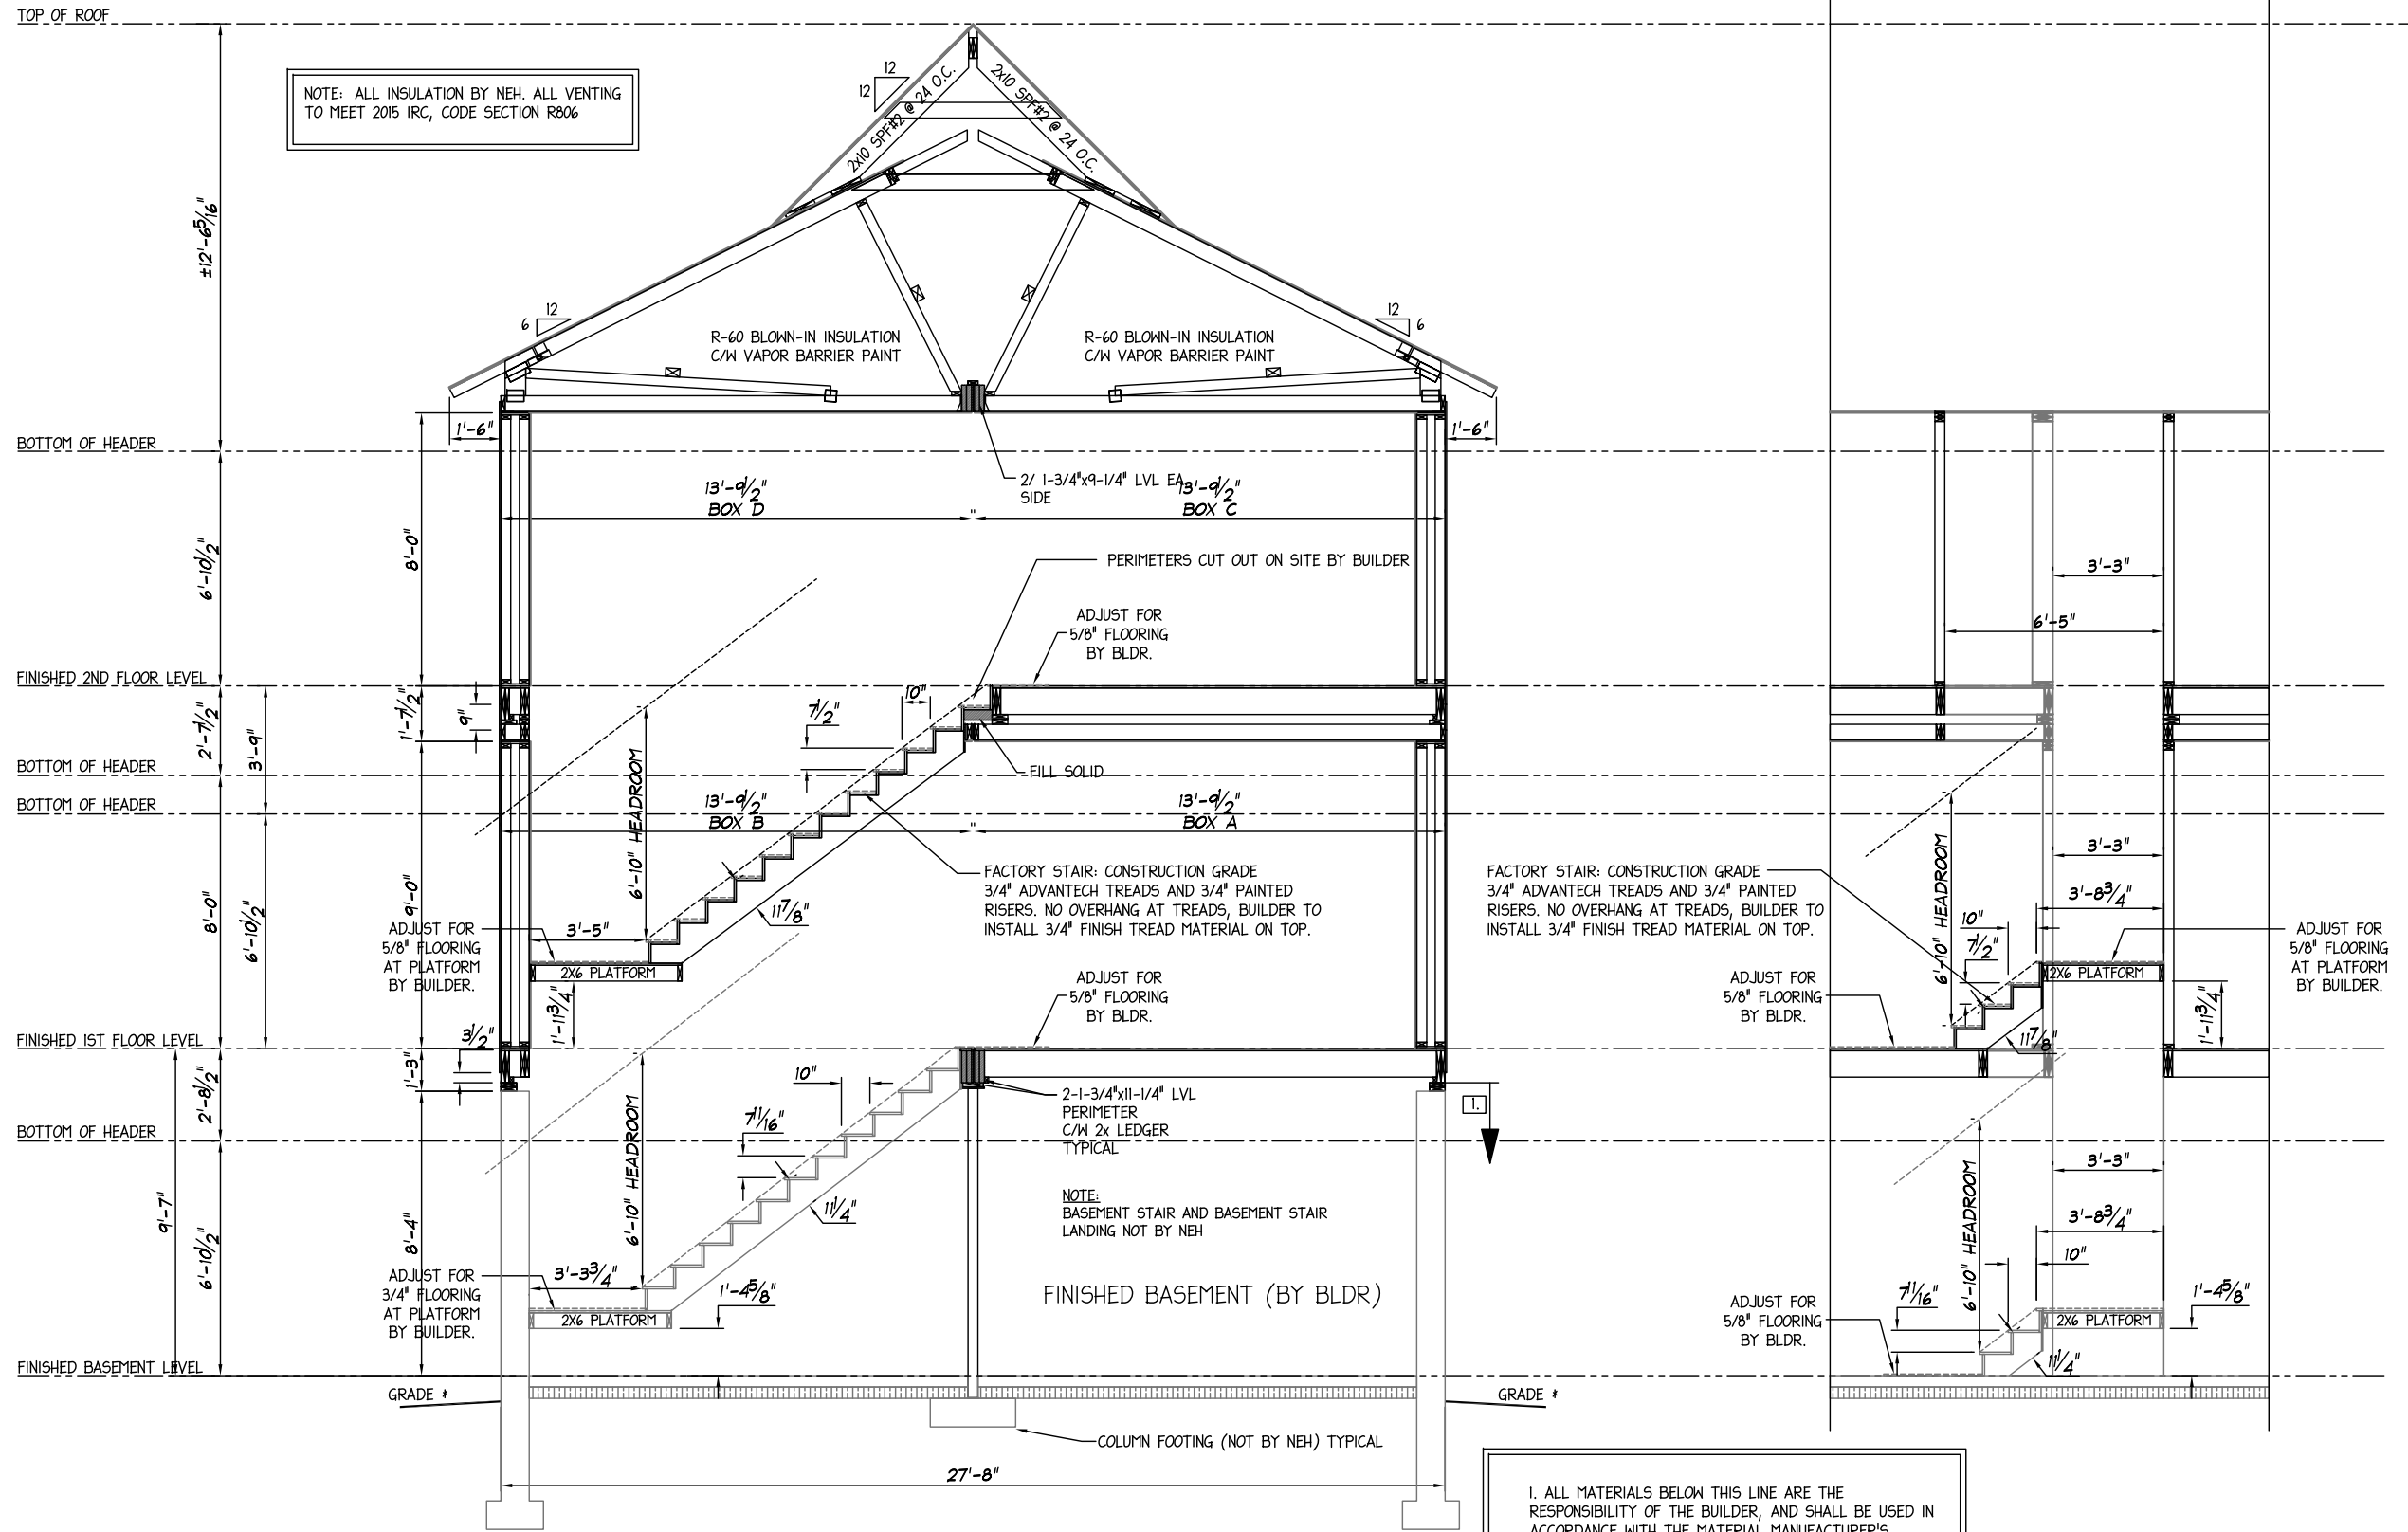 TOP OF ROOF
NOTE: ALL INSULATION BY NEH. ALL VENTING
TO MEET 2015 IRC, CODE SECTION R806
12
12
2x10 SPF#2 @ 24 O.C.
2x10 SPF#2 @ 24 O.C.
±12'-6 5/16"
12
6
12
6
R-60 BLOWN-IN INSULATION
C/W VAPOR BARRIER PAINT
R-60 BLOWN-IN INSULATION
C/W VAPOR BARRIER PAINT
1'-6"
1'-6"
BOTTOM OF HEADER
2/ 1-3/4"x9-1/4" LVL EA
SIDE
13'-9 1/2"
BOX D
"
13'-9 1/2"
BOX C
6'-10 1/2"
8'-0"
PERIMETERS CUT OUT ON SITE BY BUILDER
3'-3"
6'-5"
ADJUST FOR
5/8" FLOORING
BY BLDR.
FINISHED 2ND FLOOR LEVEL
2'-7 1/2"
3'-9"
1'-7 1/2"
9"
10"
7 1/2"
6'-10" HEADROOM
FILL SOLID
BOTTOM OF HEADER
BOTTOM OF HEADER
13'-9 1/2"
BOX B
"
13'-9 1/2"
BOX A
8'-0"
6'-10 1/2"
9'-0"
FACTORY STAIR: CONSTRUCTION GRADE
3/4" ADVANTECH TREADS AND 3/4" PAINTED
RISERS. NO OVERHANG AT TREADS, BUILDER TO
INSTALL 3/4" FINISH TREAD MATERIAL ON TOP.
FACTORY STAIR: CONSTRUCTION GRADE
3/4" ADVANTECH TREADS AND 3/4" PAINTED
RISERS. NO OVERHANG AT TREADS, BUILDER TO
INSTALL 3/4" FINISH TREAD MATERIAL ON TOP.
11 7/8"
3'-5"
ADJUST FOR
5/8" FLOORING
AT PLATFORM
BY BUILDER.
2X6 PLATFORM
1'-11 3/4"
ADJUST FOR
5/8" FLOORING
BY BLDR.
6'-10" HEADROOM
3'-3"
3'-8 3/4"
10"
7 1/2"
2X6 PLATFORM
ADJUST FOR
5/8" FLOORING
AT PLATFORM
BY BUILDER.
ADJUST FOR
5/8" FLOORING
BY BLDR.
1'-11 3/4"
11 7/8"
FINISHED 1ST FLOOR LEVEL
3 1/2"
1'-3"
2'-8 1/2"
10"
7 11/16"
6'-10" HEADROOM
2-1-3/4"x11-1/4" LVL
PERIMETER
C/W 2x LEDGER
TYPICAL
1.
BOTTOM OF HEADER
9'-7"
6'-10 1/2"
8'-4"
11 1/4"
NOTE:
BASEMENT STAIR AND BASEMENT STAIR
LANDING NOT BY NEH
3'-3"
3'-8 3/4"
10"
6'-10" HEADROOM
7 11/16"
1'-4 5/8"
ADJUST FOR
3/4" FLOORING
AT PLATFORM
BY BUILDER.
3'-3 3/4"
2X6 PLATFORM
1'-4 5/8"
FINISHED BASEMENT (BY BLDR)
ADJUST FOR
5/8" FLOORING
BY BLDR.
2X6 PLATFORM
11 1/4"
FINISHED BASEMENT LEVEL
GRADE ±
GRADE ±
COLUMN FOOTING (NOT BY NEH) TYPICAL
27'-8"
1. ALL MATERIALS BELOW THIS LINE ARE THE
RESPONSIBILITY OF THE BUILDER, AND SHALL BE USED IN
ACCORDANCE WITH THE MATERIAL MANUFACTURER'S